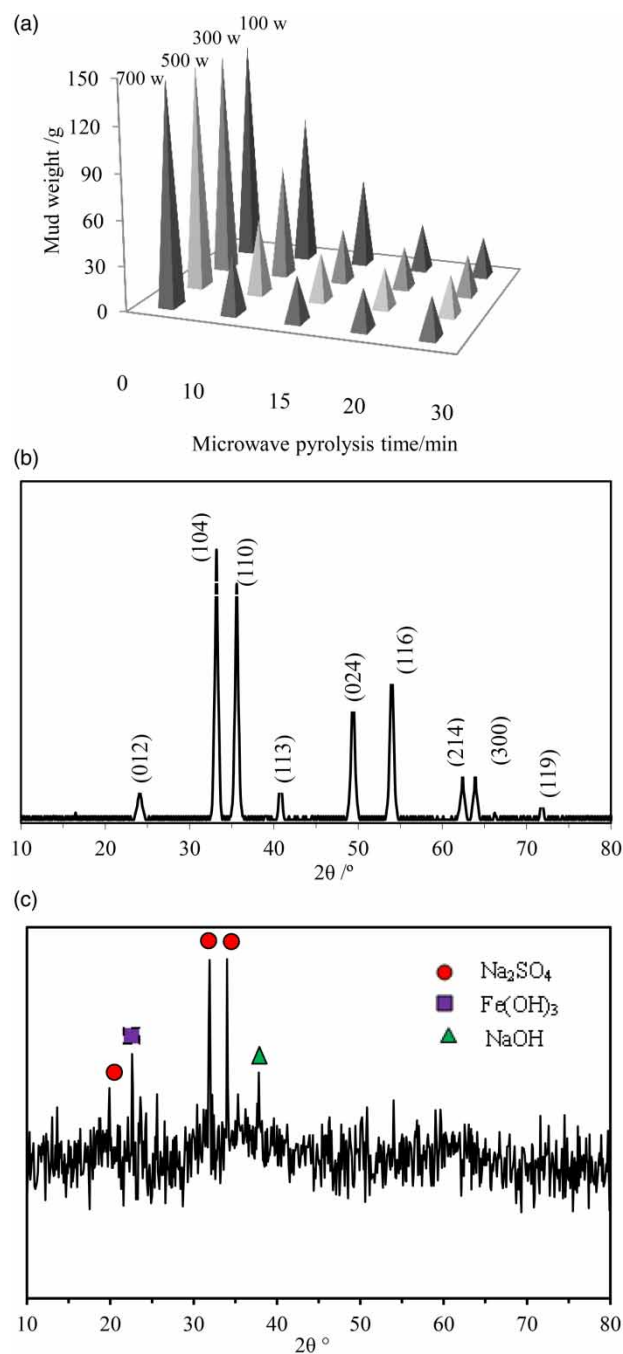 (a)
100 w
300 w
500 w
700 w
150
120
90
60
30
0
Mud weight /g
0
10
15
20
30
Microwave pyrolysis time/min
(b)
(104)
(110)
(012)
(113)
(024)
(116)
(214)
(300)
(119)
10 20 30 40 50 60 70 80
2θ /º
(c)
Na₂SO₄
Fe(OH)₃
NaOH
10 20 30 40 50 60 70 80
2θ °